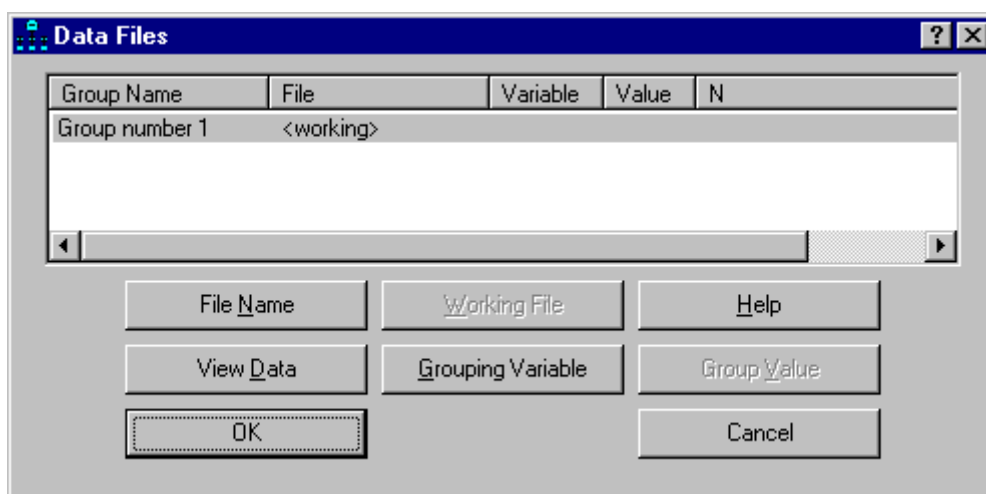 Data Files
Group Name File Variable Value N
Group number 1 <working>
File Name Working File Help
View Data Grouping Variable Group Value
OK Cancel